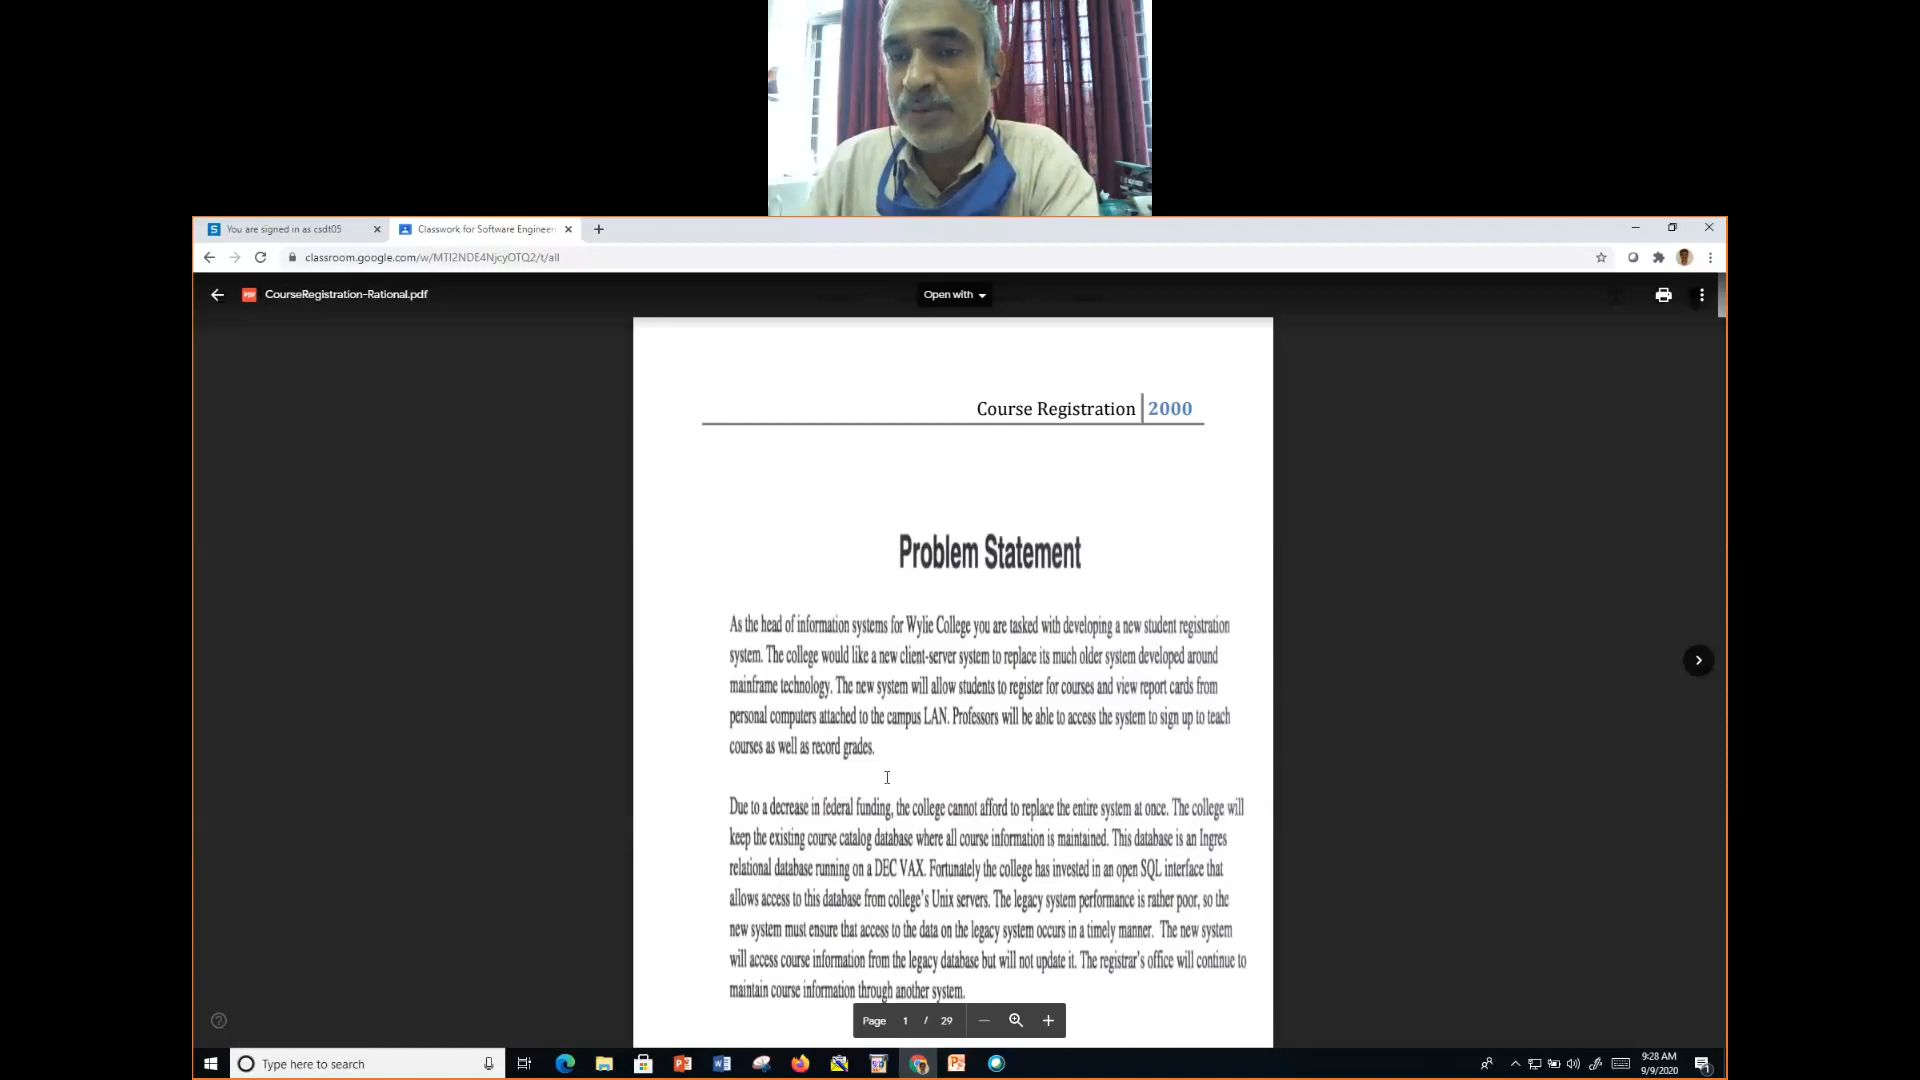 You are signed in as csdt05
Classwork for Software Engineer
classroom.google.com/w/MTI2NDE4NjcyOTQ2/t/all
PDF
CourseRegistration-Rational.pdf
Open with
Course Registration 2000
Problem Statement
As the head of information systems for Wylie College you are tasked with developing a new student registration
system. The college would like a new client-server system to replace its much older system developed around
mainframe technology. The new system will allow students to register for courses and view report cards from
personal computers attached to the campus LAN. Professors will be able to access the system to sign up to teach
courses as well as record grades.
Due to a decrease in federal funding, the college cannot afford to replace the entire system at once. The college will
keep the existing course catalog database where all course information is maintained. This database is an Ingres
relational database running on a DEC VAX. Fortunately the college has invested in an open SQL interface that
allows access to this database from college's Unix servers. The legacy system performance is rather poor, so the
new system must ensure that access to the data on the legacy system occurs in a timely manner. The new system
will access course information from the legacy database but will not update it. The registrar's office will continue to
maintain course information through another system.
Page 1 / 29
Type here to search
9:28 AM
9/9/2020